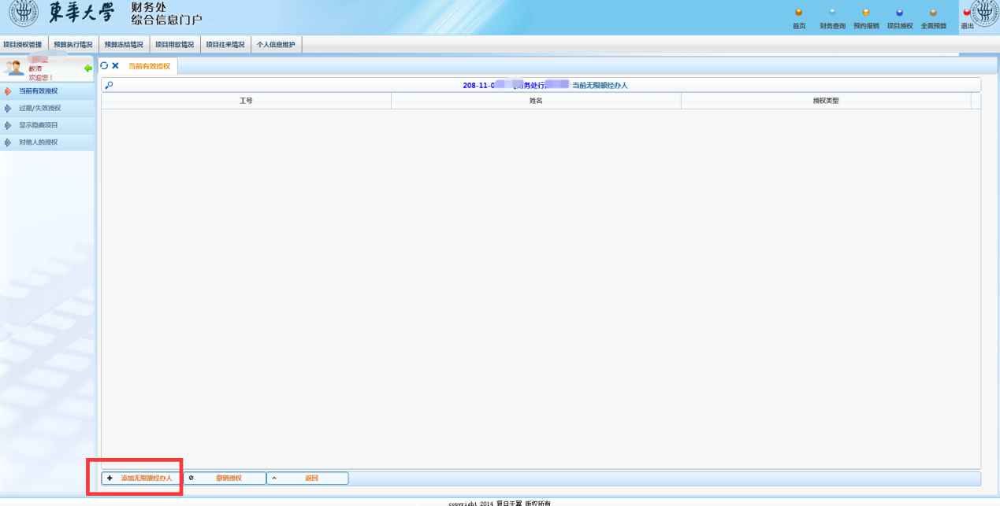 東華大學
财务处
综合信息门户
首页 财务查询 预约报销 项目授权 全面预算 退出
项目授权管理 预算执行情况 预算冻结情况 项目用款情况 项目往来情况 个人信息维护
教师
欢迎您！
当前有效授权
过期/失效授权
显示隐藏项目
对他人的授权
当前有效授权
208-11-0 财务处行 当前无限额经办人
工号 姓名 授权类型
添加无限额经办人 撤销授权 返回
copyright 2014 复旦天翼 版权所有